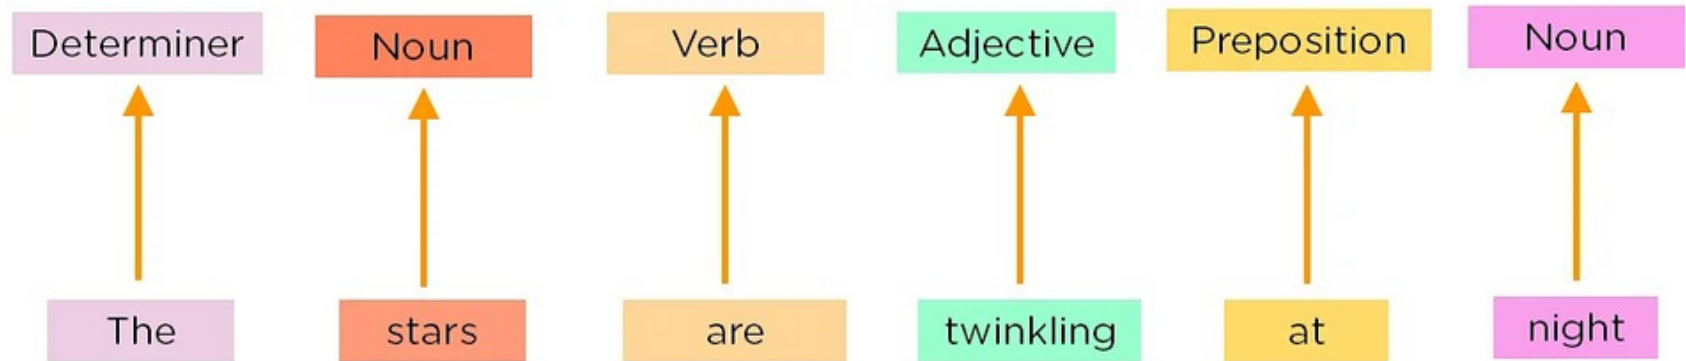 Determiner Noun Verb Adjective Preposition Noun
The stars are twinkling at night